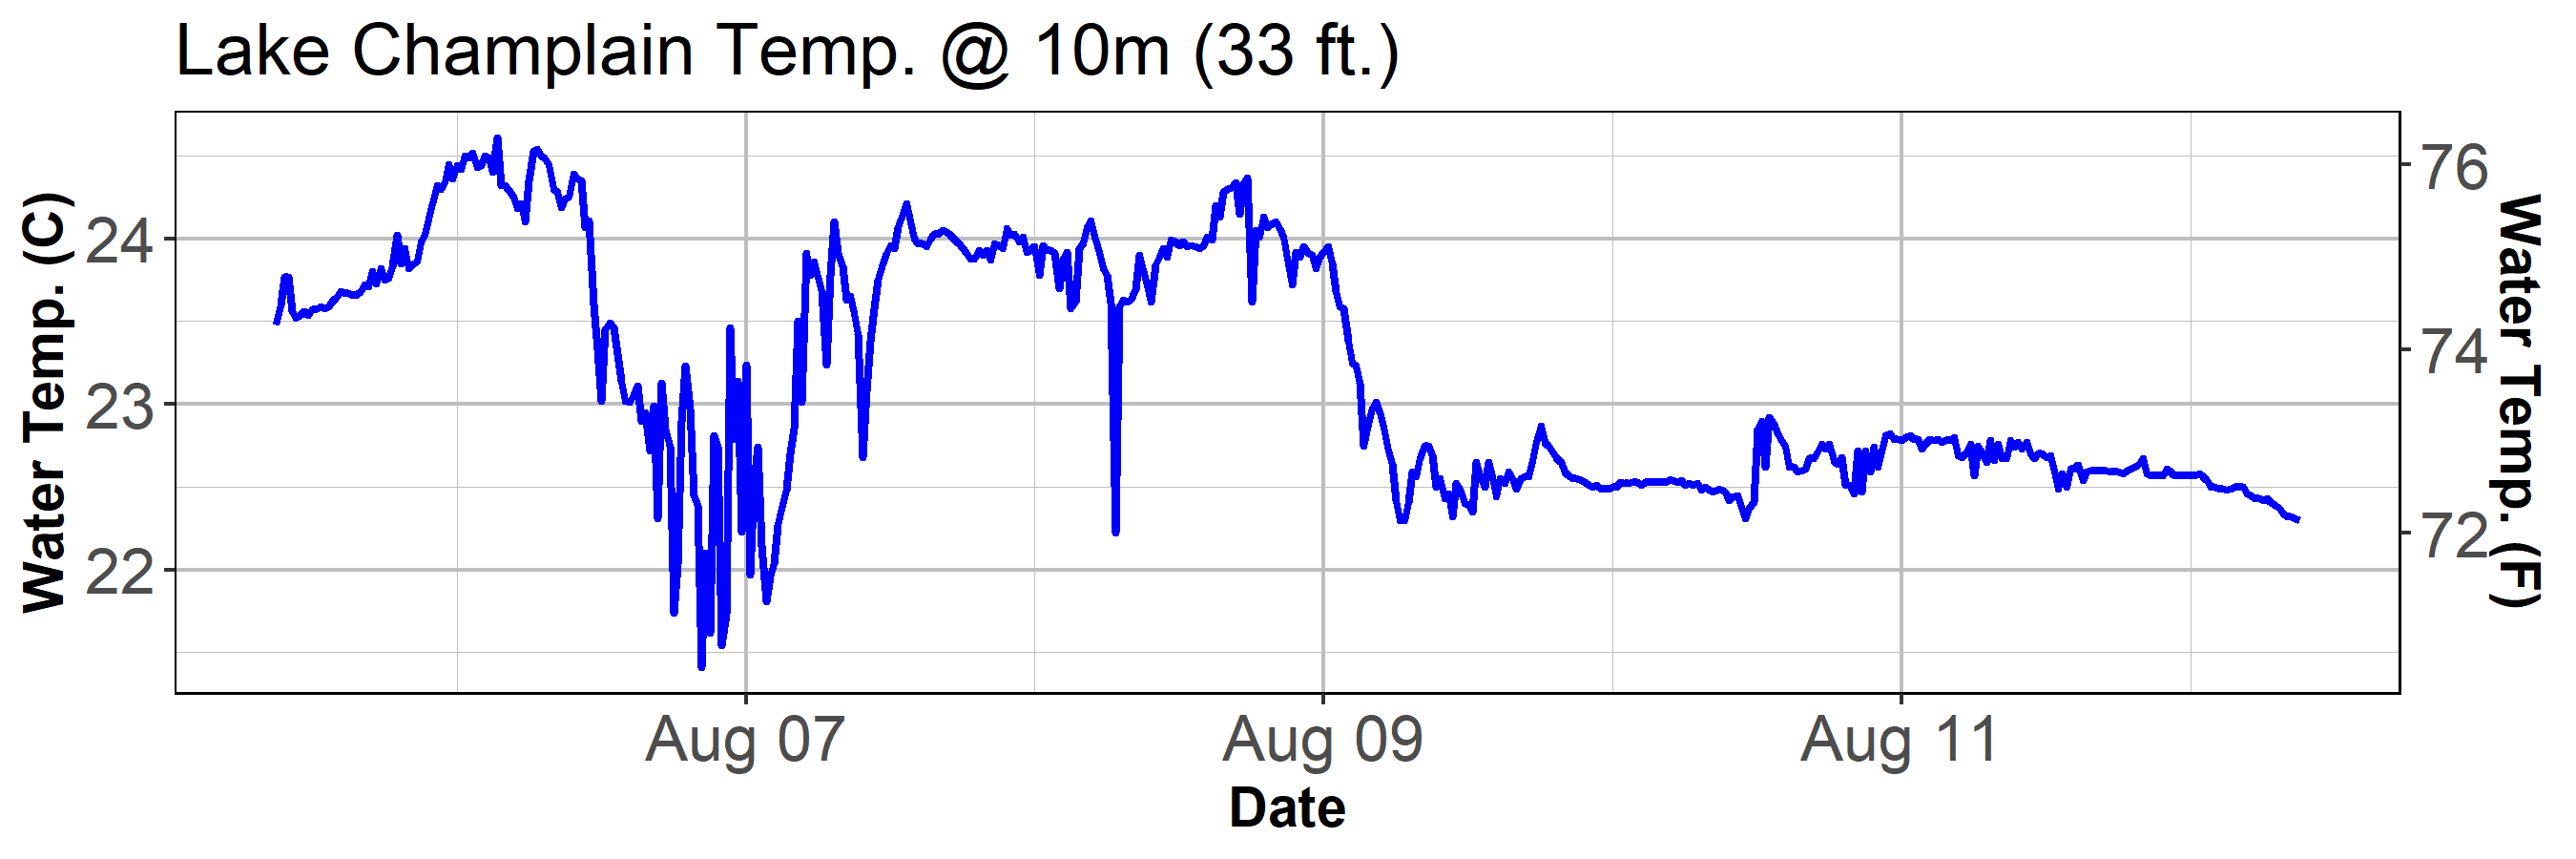 Lake Champlain Temp. @ 10m (33 ft.)
Water Temp. (C)
24
23
22
76
74
72
Water Temp. (F)
Aug 07 Aug 09 Aug 11
Date